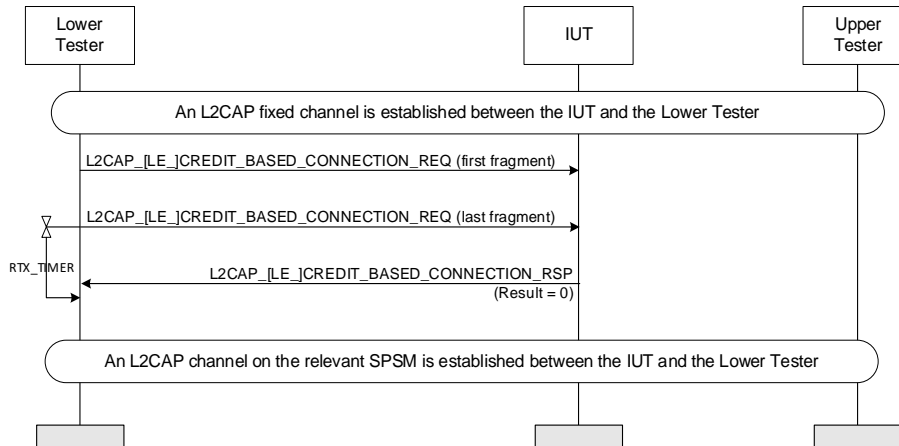 Lower
Tester
IUT
Upper
Tester
An L2CAP fixed channel is established between the IUT and the Lower Tester
L2CAP_[LE_]CREDIT_BASED_CONNECTION_REQ (first fragment)
L2CAP_[LE_]CREDIT_BASED_CONNECTION_REQ (last fragment)
RTX_TIMER
L2CAP_[LE_]CREDIT_BASED_CONNECTION_RSP
(Result = 0)
An L2CAP channel on the relevant SPSM is established between the IUT and the Lower Tester